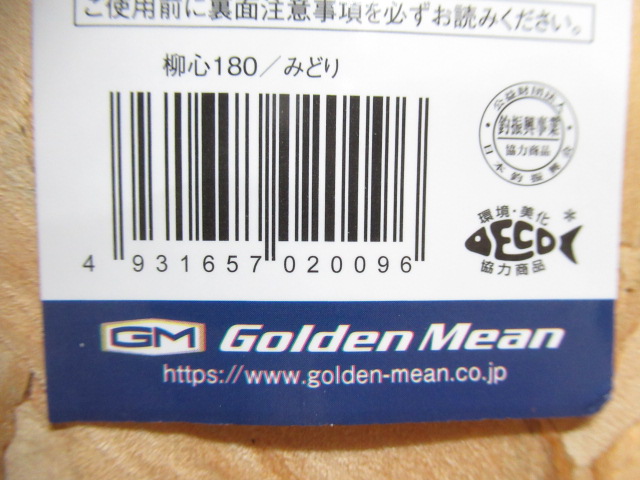 ご使用前に裏面注意事項を必ずお読みください。
柳心180／みどり
公益財団法人
釣振興事業
協力商品
日本釣振興会
環境・美化
*
ECO
協力商品
4 931657 020096
GM Golden Mean
https://www.golden-mean.co.jp